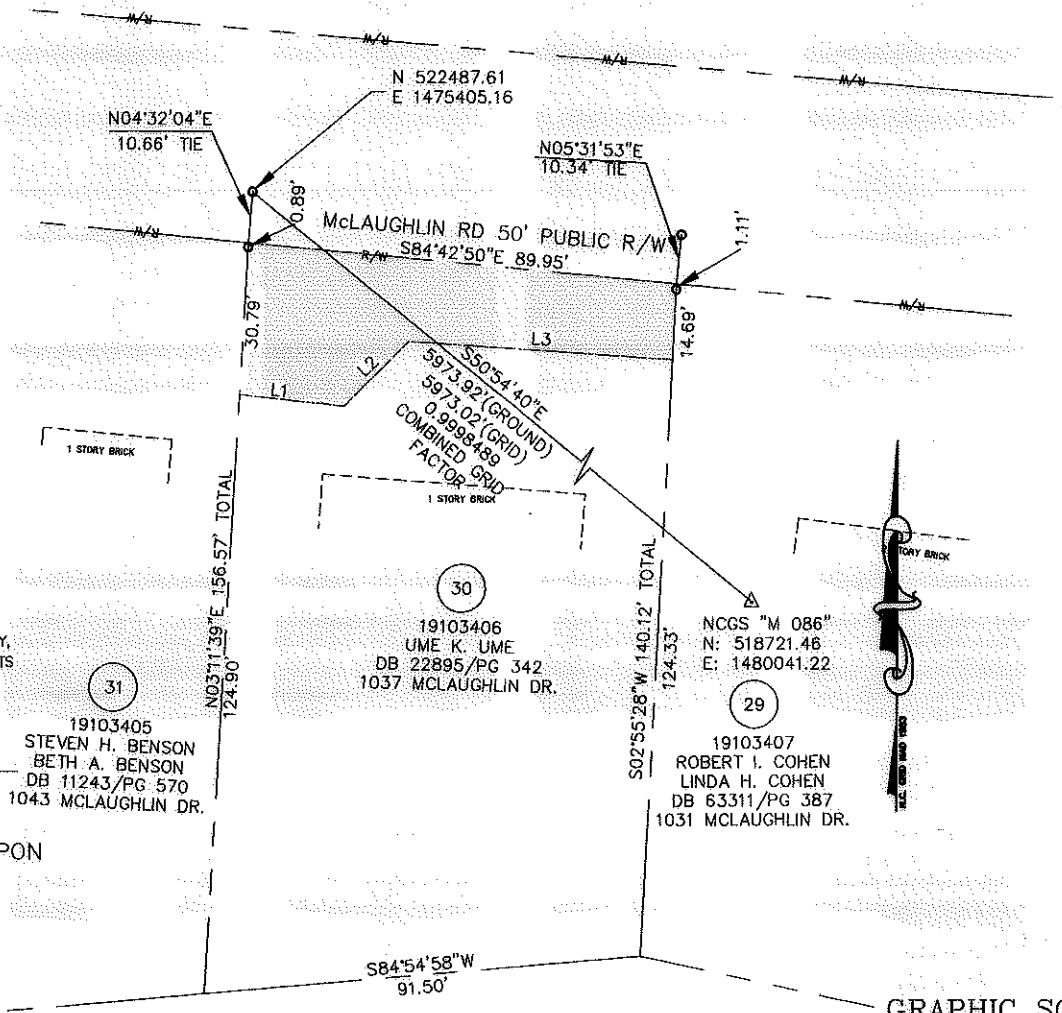 R/W
R/W
R/W
R/W
N 522487.61
E 1475405.16
N04°32'04"E
10.66' TIE
N05°31'53"E
10.34' TIE
0.89'
1.11'
R/W
McLAUGHLIN RD 50' PUBLIC R/W
S84°42'50"E 89.95'
R/W
R/W
30.79'
14.69'
L3
L2
L1
S50°54'40"E
5973.92'(GROUND)
5973.02'(GRID)
0.9998489
COMBINED GRID
FACTOR
1 STORY BRICK
1 STORY BRICK
STORY BRICK
N03°11'39"E 156.57' TOTAL
124.90'
S02°55'28"W 140.12' TOTAL
124.33'
30
19103406
UME K. UME
DB 22895/PG 342
1037 MCLAUGHLIN DR.
NCGS "M 086"
N: 518721.46
E: 1480041.22
Y,
TS
31
19103405
STEVEN H. BENSON
BETH A. BENSON
DB 11243/PG 570
1043 MCLAUGHLIN DR.
29
19103407
ROBERT I. COHEN
LINDA H. COHEN
DB 63311/PG 387
1031 MCLAUGHLIN DR.
N.C. GRID NAD 1983
PON
S84°54'58"W
91.50'
GRAPHIC SC